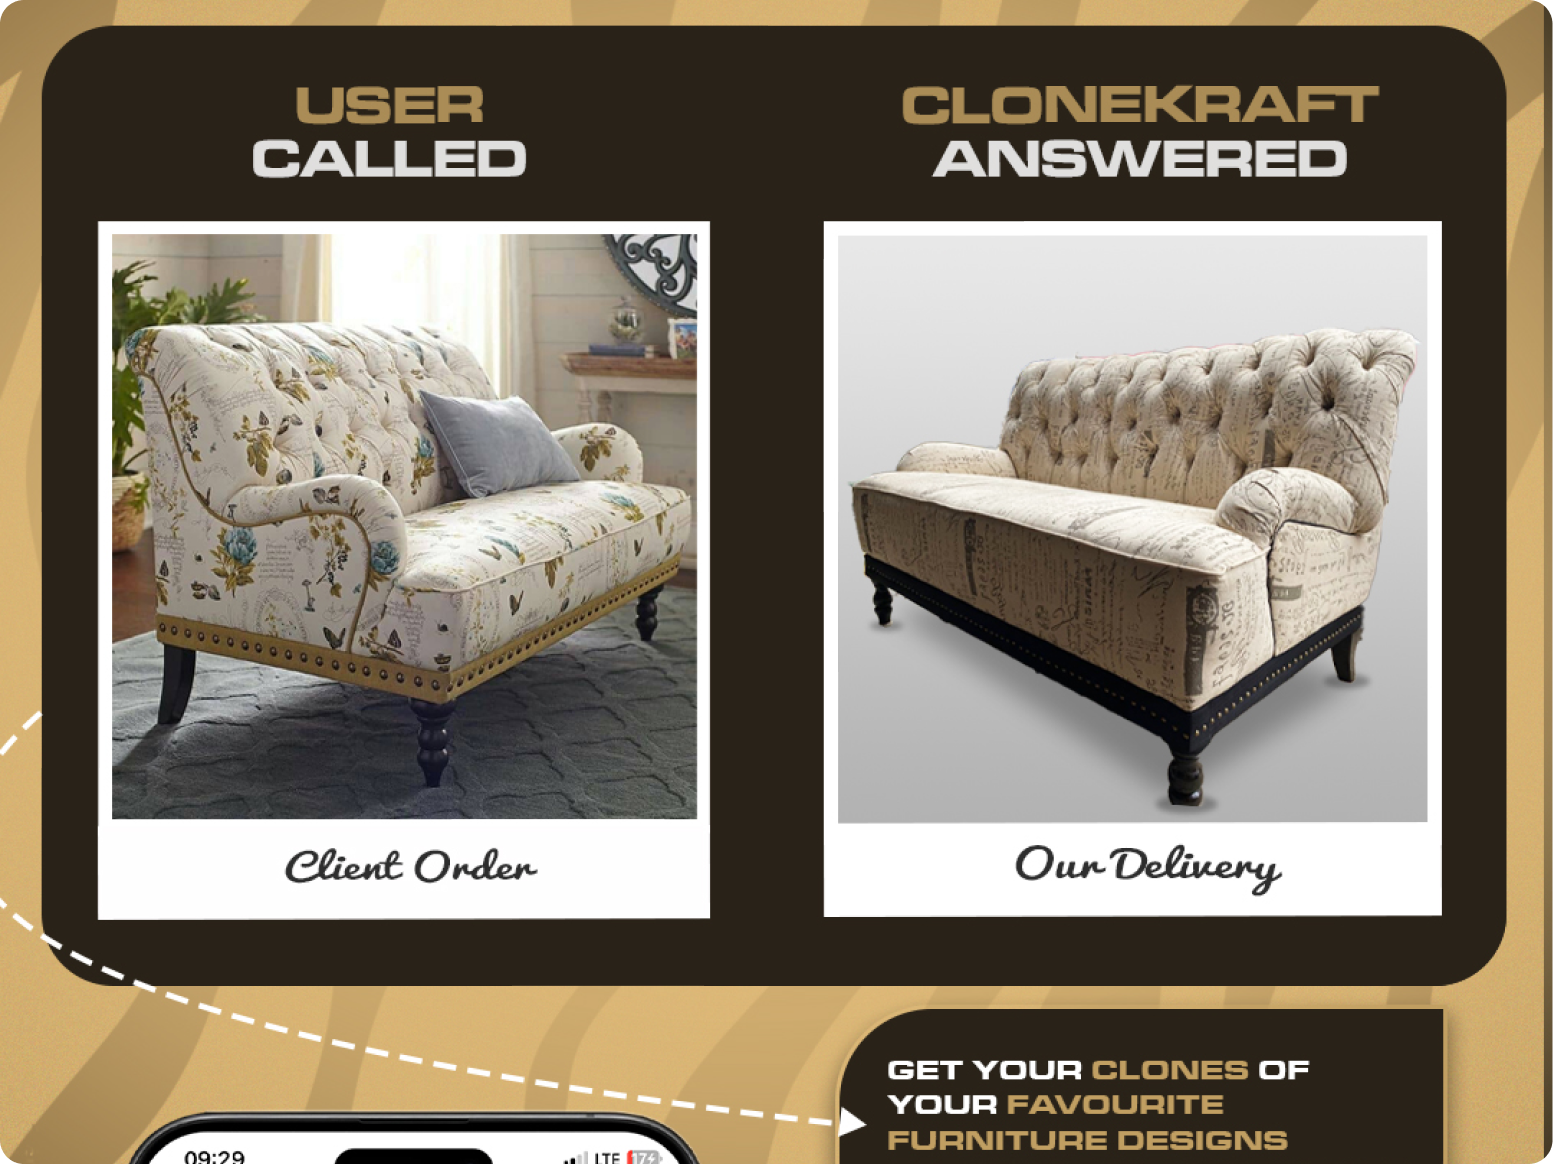 USER
CALLED
CLONEKRAFT
ANSWERED
Client Order
Our Delivery
GET YOUR CLONES OF
YOUR FAVOURITE
FURNITURE DESIGNS
09:29
LTE
17